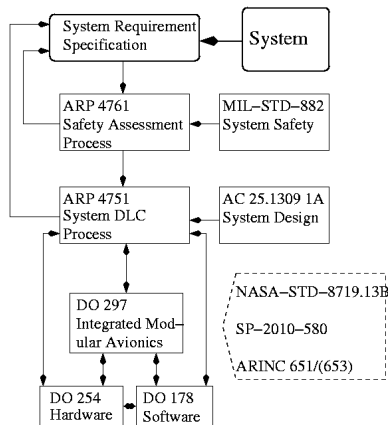 System Requirement
Specification
System
ARP 4761
Safety Assessment
Process
MIL–STD–882
System Safety
ARP 4751
System DLC
Process
AC 25.1309 1A
System Design
DO 297
Integrated Mod–
ular Avionics
NASA–STD–8719.13B
SP–2010–580
ARINC 651/(653)
DO 254
Hardware
DO 178
Software